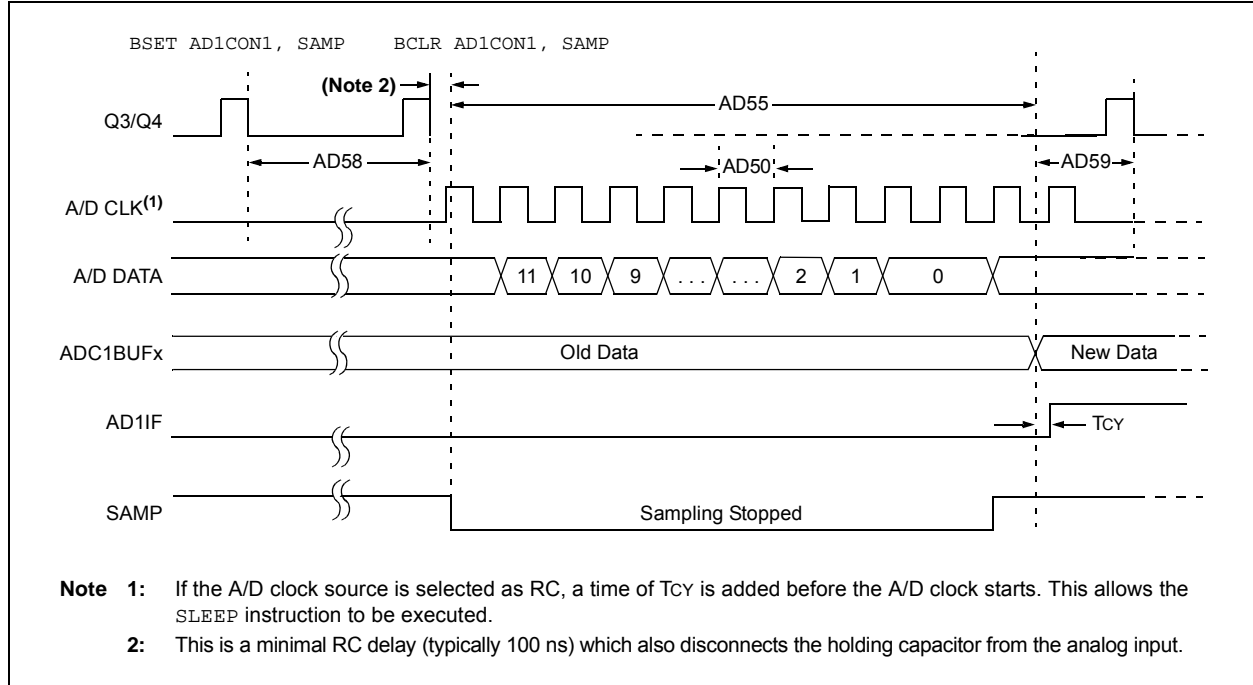 BSET AD1CON1, SAMP BCLR AD1CON1, SAMP
(Note 2)
AD55
Q3/Q4
AD58
AD50
AD59
A/D CLK(1)
A/D DATA 11 10 9 . . . . . . 2 1 0
ADC1BUFx Old Data New Data
AD1IF TCY
SAMP Sampling Stopped
Note 1: If the A/D clock source is selected as RC, a time of TCY is added before the A/D clock starts. This allows the
SLEEP instruction to be executed.
2: This is a minimal RC delay (typically 100 ns) which also disconnects the holding capacitor from the analog input.